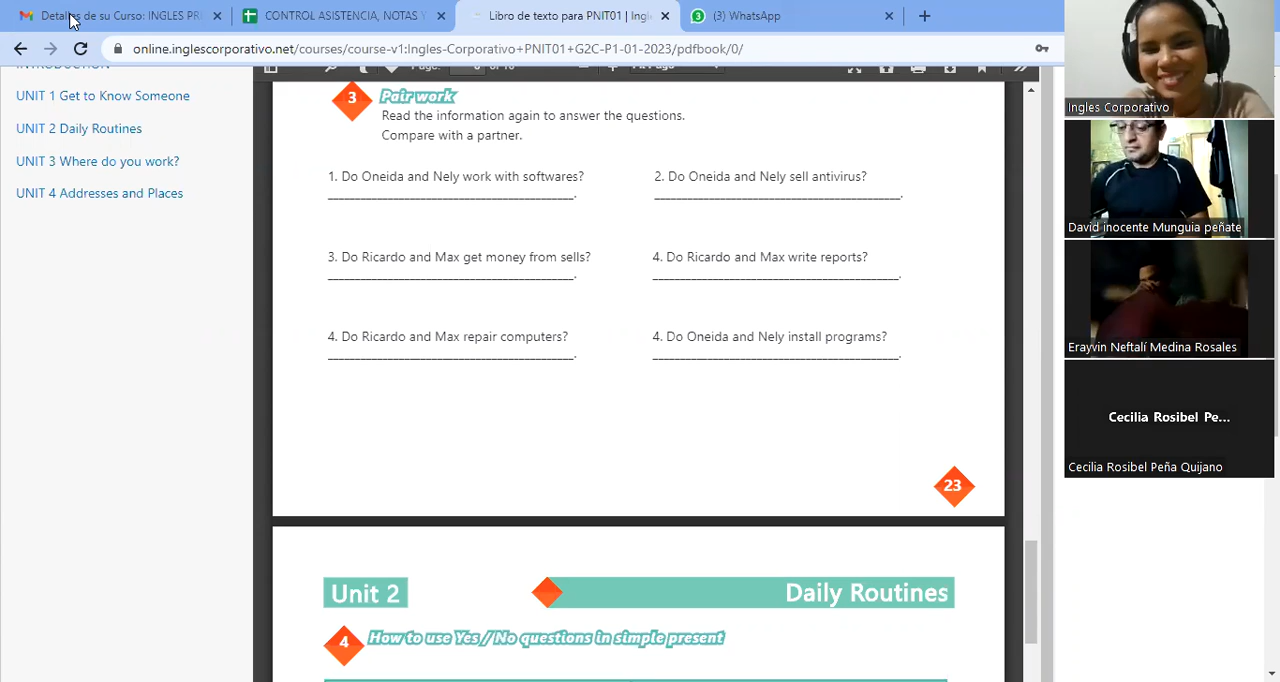 Detalles de su Curso: INGLES PRI
CONTROL ASISTENCIA, NOTAS Y
Libro de texto para PNIT01 | Ingle
(3) WhatsApp
online.inglescorporativo.net/courses/course-v1:Ingles-Corporativo+PNIT01+G2C-P1-01-2023/pdfbook/0/
INTRODUCTION
UNIT 1 Get to Know Someone
UNIT 2 Daily Routines
UNIT 3 Where do you work?
UNIT 4 Addresses and Places
3 Pair work
Read the information again to answer the questions.
Compare with a partner.
1. Do Oneida and Nely work with softwares?
2. Do Oneida and Nely sell antivirus?
3. Do Ricardo and Max get money from sells?
4. Do Ricardo and Max write reports?
4. Do Ricardo and Max repair computers?
4. Do Oneida and Nely install programs?
23
Unit 2
Daily Routines
4 How to use Yes/No questions in simple present
Ingles Corporativo
David inocente Munguia peñate
Erayvin Neftalí Medina Rosales
Cecilia Rosibel Pe...
Cecilia Rosibel Peña Quijano